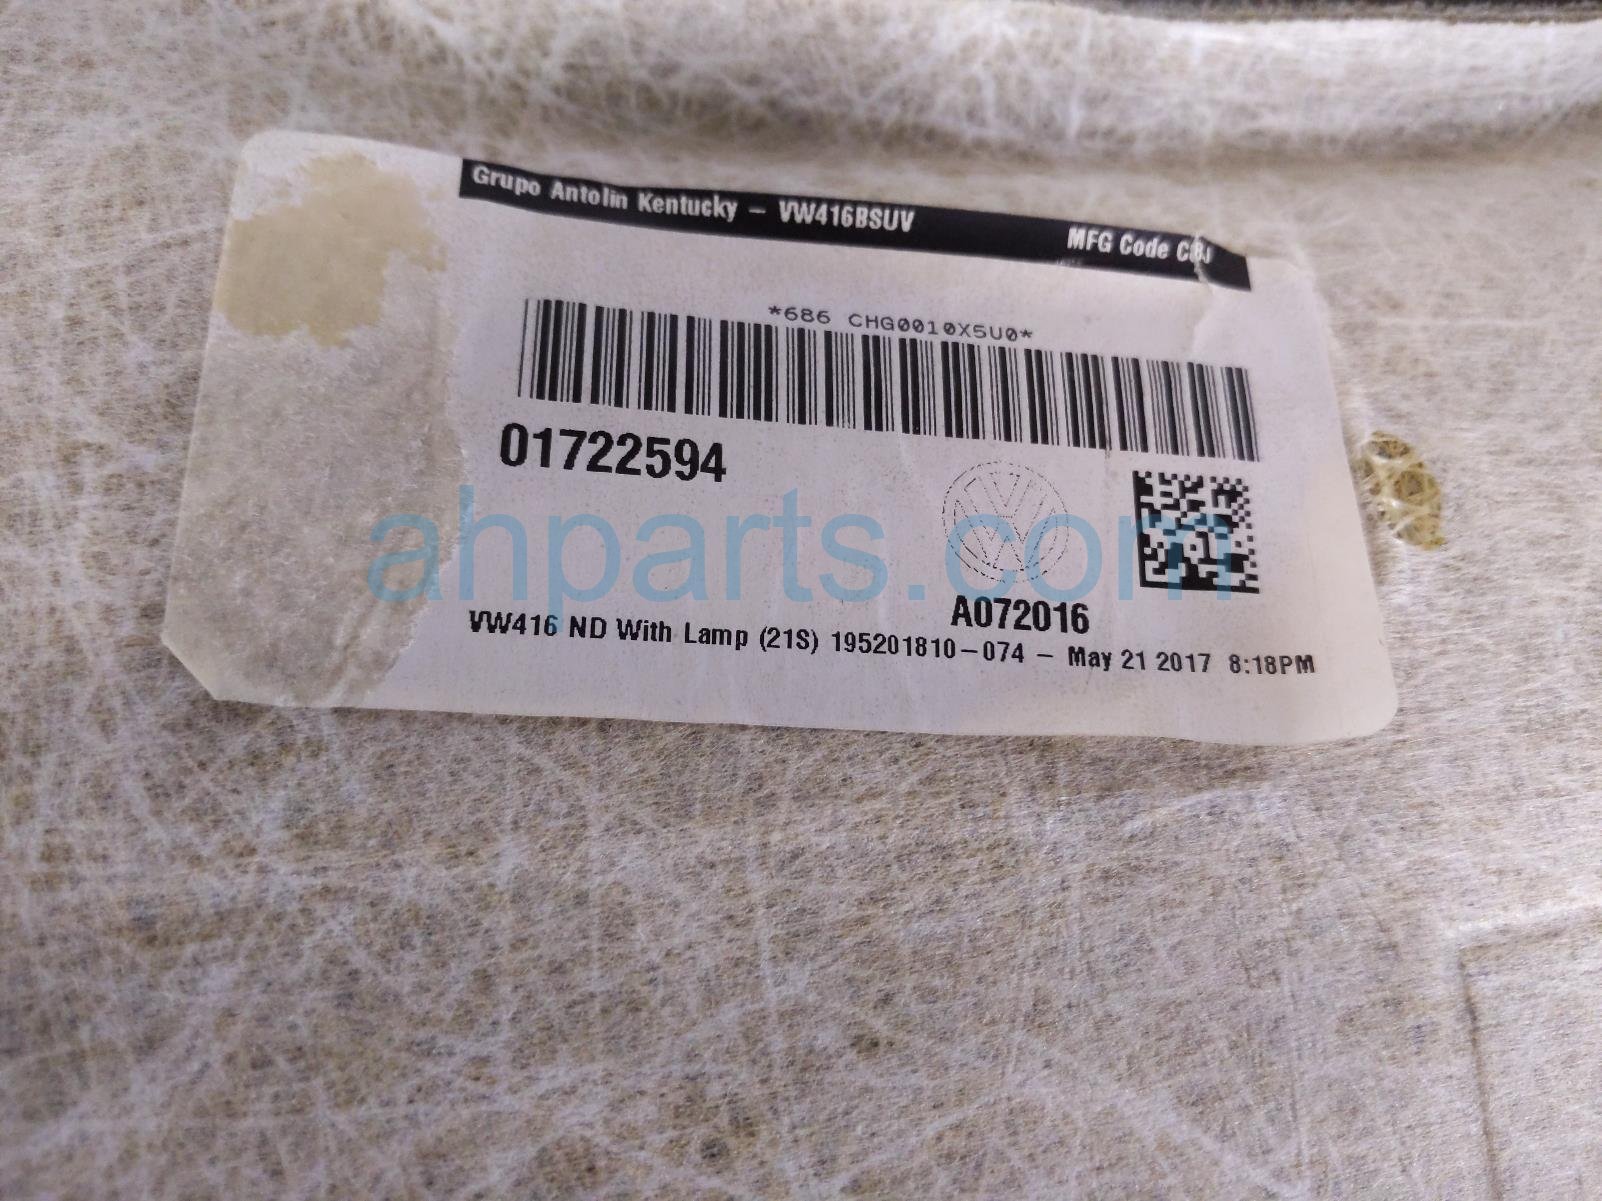 Grupo Antolin Kentucky - VW416BSUV MFG Code CBJ
*686 CHG0010X5U0*
01722594
ahparts.com
A072016
VW416 ND With Lamp (21S) 195201810-074 - May 21 2017 8:18PM